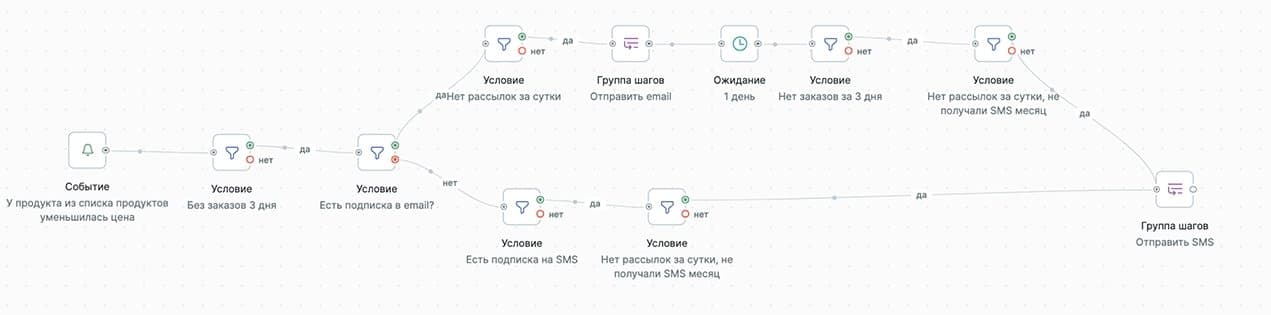 да
нет
Условие
Нет рассылок за сутки
да
Группа шагов
Отправить email
Ожидание
1 день
нет
Условие
Нет заказов за 3 дня
да
нет
Условие
Нет рассылок за сутки, не
получали SMS месяц
да
да
Событие
У продукта из списка продуктов
уменьшилась цена
нет
Условие
Без заказов 3 дня
да
Условие
Есть подписка в email?
нет
нет
Условие
Есть подписка на SMS
да
нет
Условие
Нет рассылок за сутки, не
получали SMS месяц
да
Группа шагов
Отправить SMS